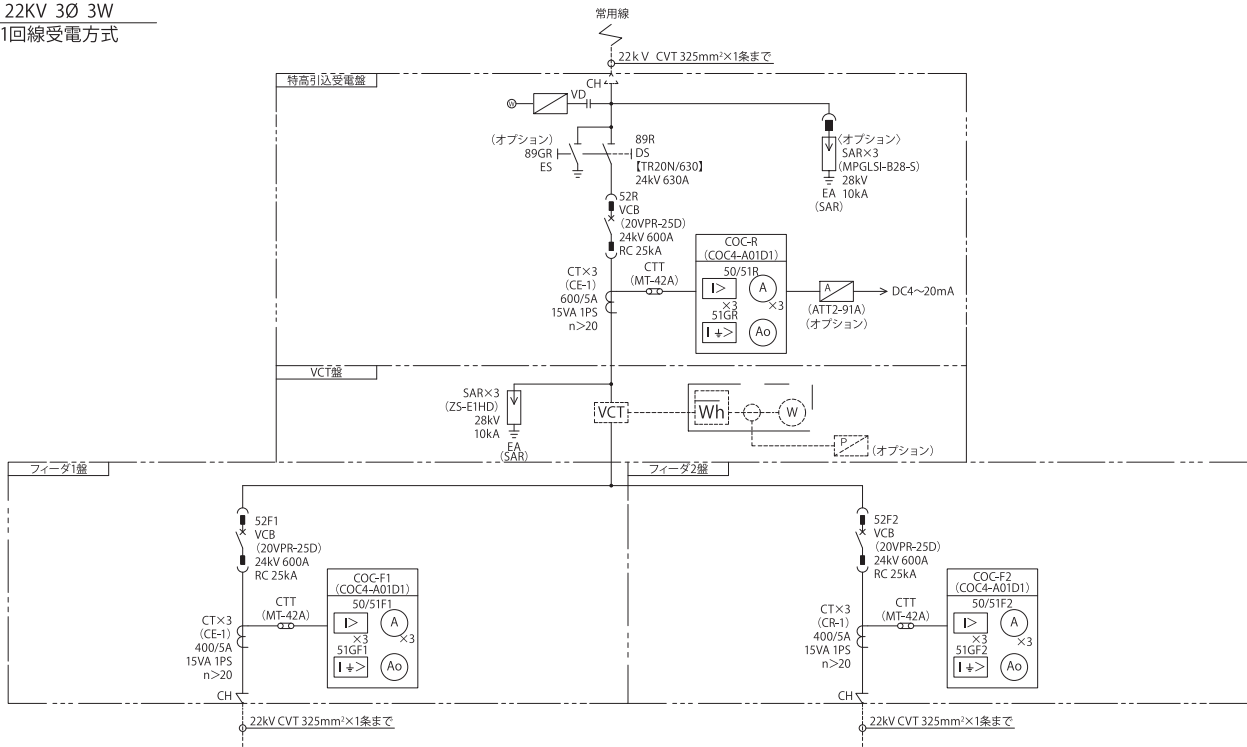 22KV 3Ø 3W
1回線受電方式
常用線
22kV CVT 325mm²×1条まで
特高引込受電盤
CH
VD
W
(オプション)
89GR
ES
89R
DS
【TR20N/630】
24kV 630A
(オプション)
SAR×3
(MPGLSI-B28-S)
28kV
10kA
EA
(SAR)
52R
VCB
(20VPR-25D)
24kV 600A
RC 25kA
CT×3
(CE-1)
600/5A
15VA 1PS
n>20
CTT
(MT-42A)
COC-R
(COC4-A01D1)
50/51R
I>
A
×3
×3
51GR
I⏚>
Ao
A
(ATT2-91A)
(オプション)
DC4〜20mA
VCT盤
SAR×3
(ZS-E1HD)
28kV
10kA
EA
(SAR)
VCT
Wh
W
P
(オプション)
フィーダ1盤
52F1
VCB
(20VPR-25D)
24kV 600A
RC 25kA
CT×3
(CE-1)
400/5A
15VA 1PS
n>20
CTT
(MT-42A)
COC-F1
(COC4-A01D1)
50/51F1
I>
A
×3
×3
51GF1
I⏚>
Ao
CH
22kV CVT 325mm²×1条まで
フィーダ2盤
52F2
VCB
(20VPR-25D)
24kV 600A
RC 25kA
CT×3
(CR-1)
400/5A
15VA 1PS
n>20
CTT
(MT-42A)
COC-F2
(COC4-A01D1)
50/51F2
I>
A
×3
×3
51GF2
I⏚>
Ao
CH
22kV CVT 325mm²×1条まで